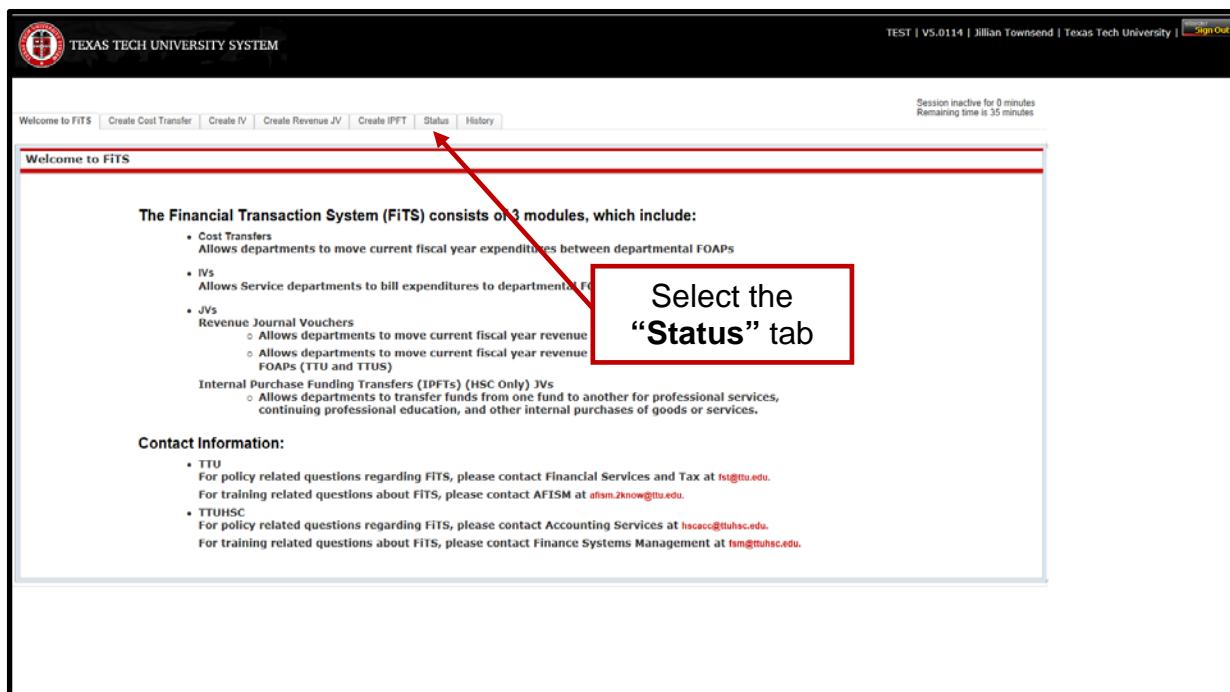 TEXAS TECH UNIVERSITY SYSTEM
TEST | V5.0114 | Jillian Townsend | Texas Tech University |
Sign Out
Session inactive for 0 minutes
Remaining time is 35 minutes
Welcome to FiTS
Create Cost Transfer
Create IV
Create Revenue JV
Create IPFT
Status
History
Welcome to FiTS
The Financial Transaction System (FiTS) consists of 3 modules, which include:
• Cost Transfers
Allows departments to move current fiscal year expenditures between departmental FOAPs
• IVs
Allows Service departments to bill expenditures to departmental
• JVs
Revenue Journal Vouchers
○ Allows departments to move current fiscal year revenue
○ Allows departments to move current fiscal year revenue
FOAPs (TTU and TTUS)
Internal Purchase Funding Transfers (IPFTs) (HSC Only) JVs
○ Allows departments to transfer funds from one fund to another for professional services,
continuing professional education, and other internal purchases of goods or services.
Select the
“Status” tab
Contact Information:
• TTU
For policy related questions regarding FiTS, please contact Financial Services and Tax at fst@ttu.edu.
For training related questions about FiTS, please contact AFISM at afism.2know@ttu.edu.
• TTUHSC
For policy related questions regarding FiTS, please contact Accounting Services at hscacc@ttuhsc.edu.
For training related questions about FiTS, please contact Finance Systems Management at fsm@ttuhsc.edu.